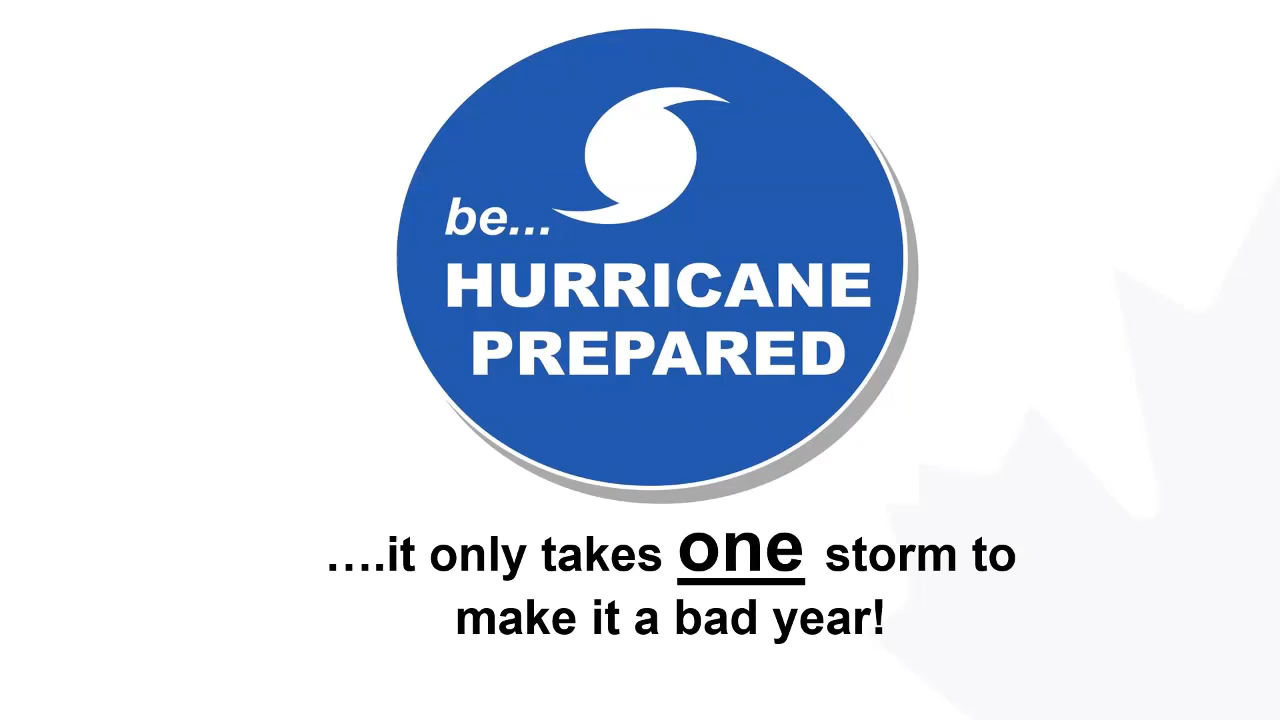 be...
HURRICANE
PREPARED
....it only takes one storm to
make it a bad year!